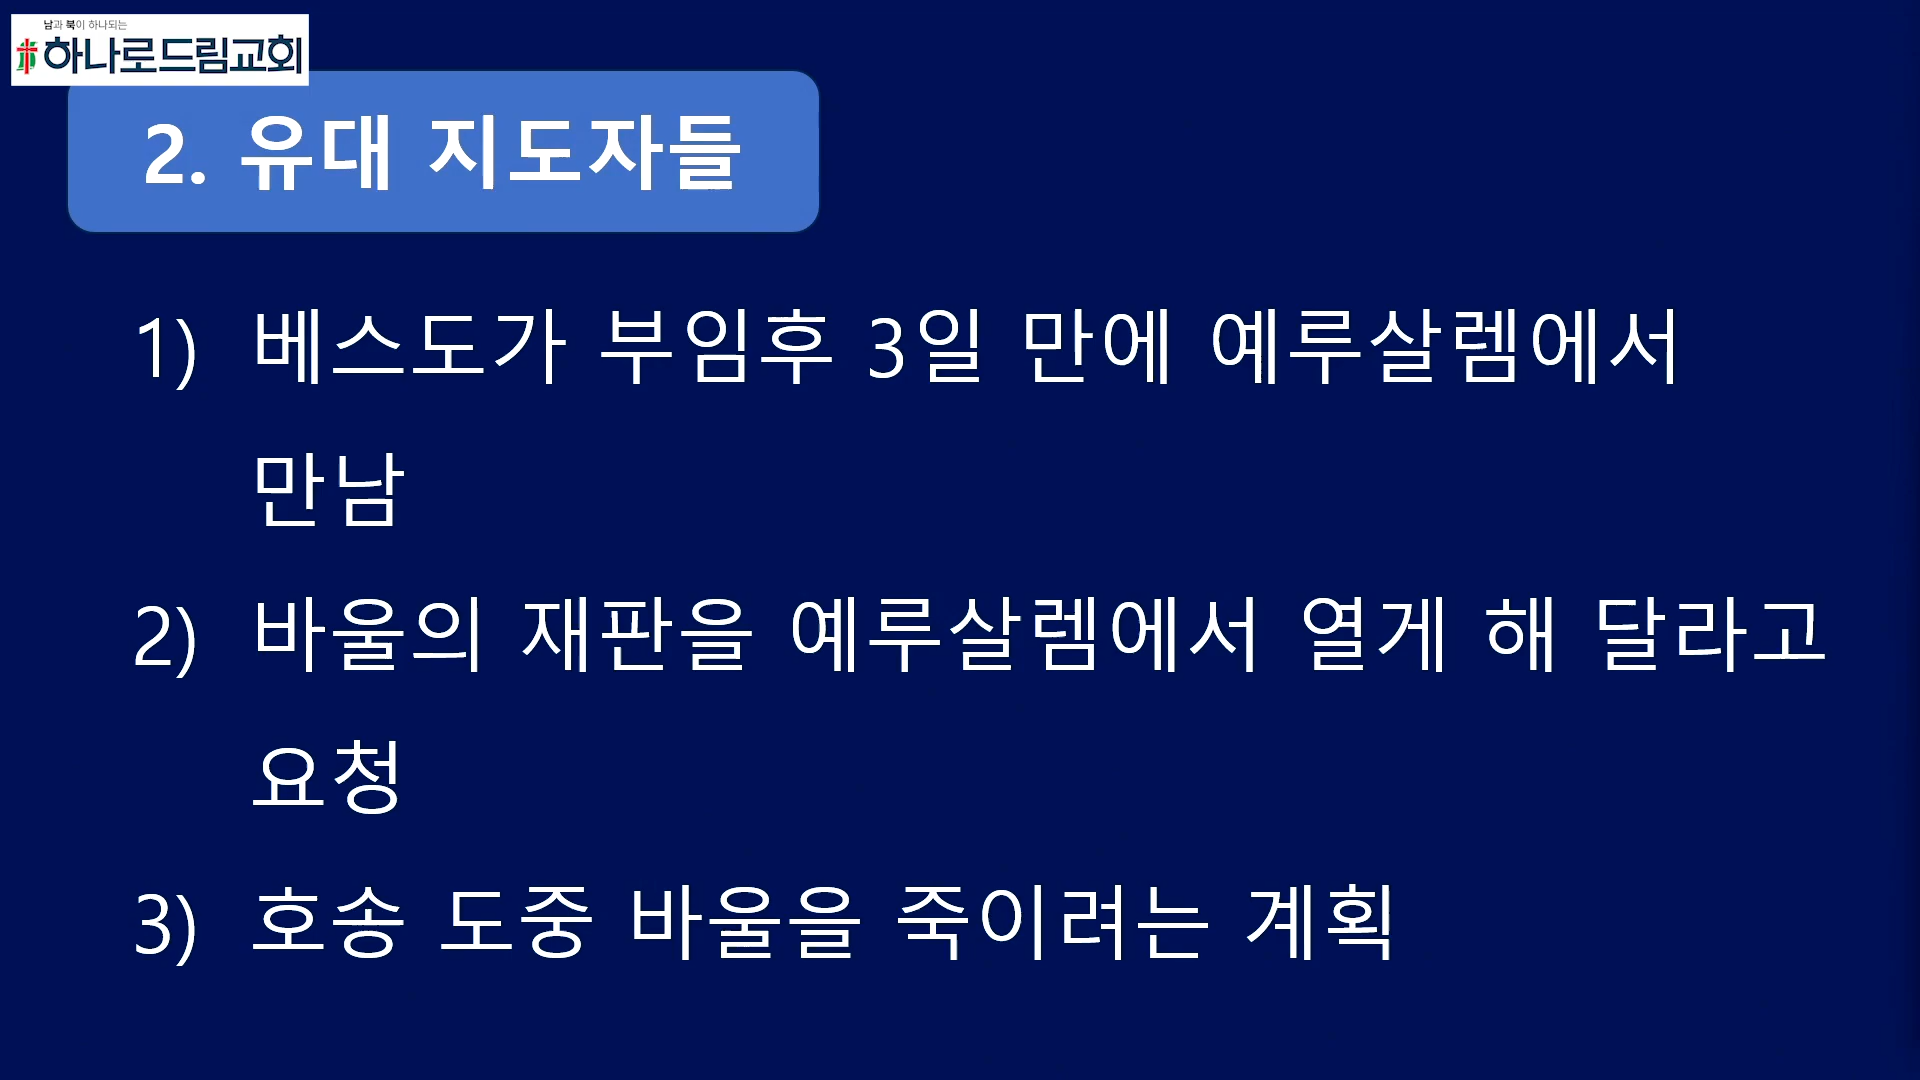 남과 북이 하나되는
하나로드림교회
2. 유대 지도자들
1) 베스도가 부임후 3일 만에 예루살렘에서
만남
2) 바울의 재판을 예루살렘에서 열게 해 달라고
요청
3) 호송 도중 바울을 죽이려는 계획